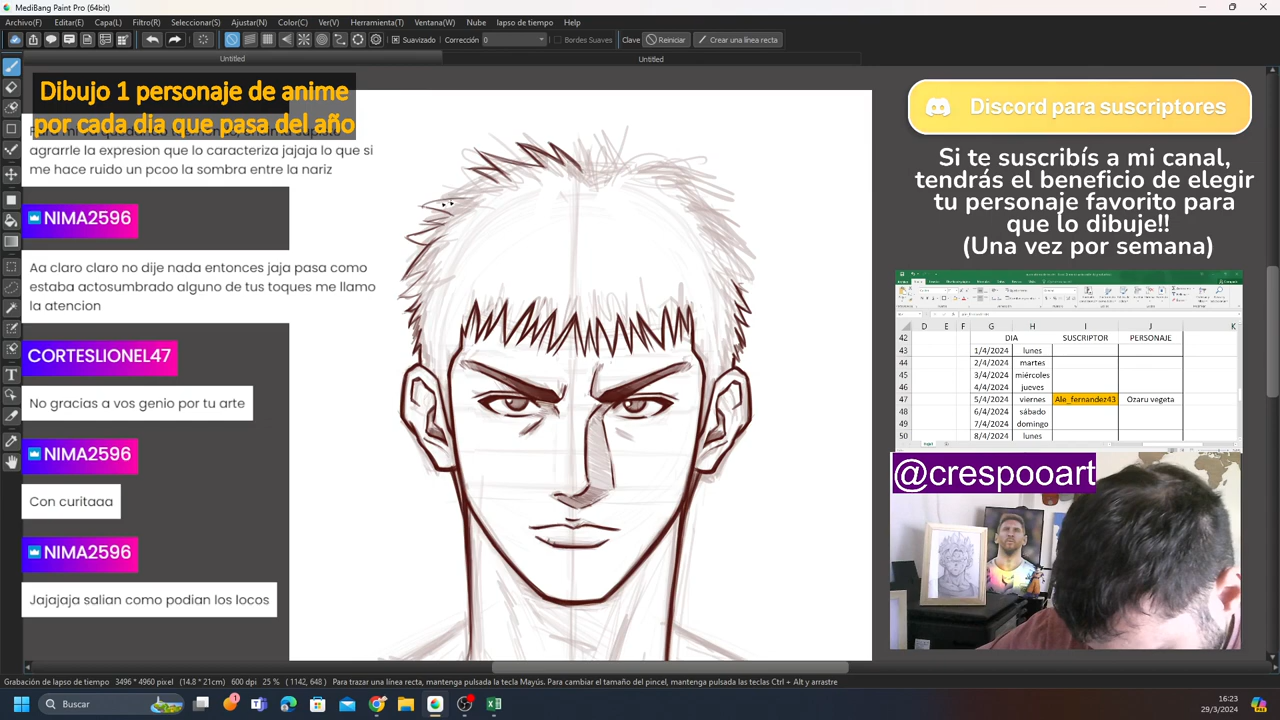 MediBang Paint Pro (64bit)
Archivo(F) Editar(E) Capa(L) Filtro(R) Seleccionar(S) Ajustar(N) Color(C) Ver(V) Herramienta(T) Ventana(W) Nube lapso de tiempo Help
Suavizado Corrección 0 Bordes Suaves Clave Reiniciar Crear una línea recta
Untitled Untitled
Dibujo 1 personaje de anime
por cada dia que pasa del año
agrarrle la expresion que lo caracteriza jajaja lo que si
me hace ruido un pcoo la sombra entre la nariz
NIMA2596
Aa claro claro no dije nada entonces jaja pasa como
estaba actosumbrado alguno de tus toques me llamo
la atencion
CORTESLIONEL47
No gracias a vos genio por tu arte
NIMA2596
Con curitaaa
NIMA2596
Jajajaja salian como podian los locos
Discord para suscriptores
Si te suscribís a mi canal,
tendrás el beneficio de elegir
tu personaje favorito para
que lo dibuje!!
(Una vez por semana)
D E F G H I J K
42 DIA SUSCRIPTOR PERSONAJE
43 1/4/2024 lunes
44 2/4/2024 martes
45 3/4/2024 miércoles
46 4/4/2024 jueves
47 5/4/2024 viernes Ale_fernandez43 Ozaru vegeta
48 6/4/2024 sábado
49 7/4/2024 domingo
50 8/4/2024 lunes
@crespooart
Grabación de lapso de tiempo 3496 * 4960 pixel (14.8 * 21cm) 600 dpi 25 % ( 1142, 648 ) Para trazar una línea recta, mantenga pulsada la tecla Mayús. Para cambiar el tamaño del pincel, mantenga pulsada las teclas Ctrl + Alt y arrastre
Buscar
1
16:23
29/3/2024